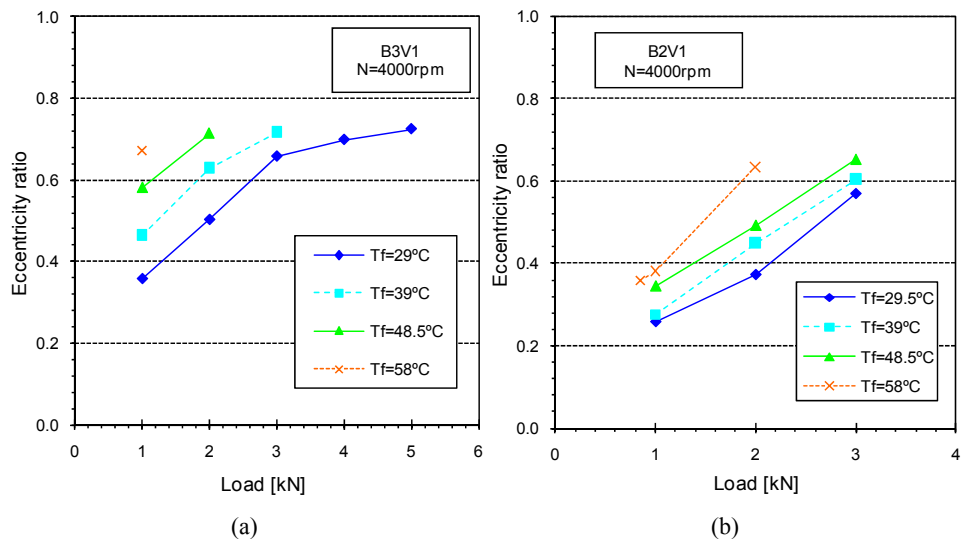 1.0
0.8
0.6
0.4
0.2
0.0
Eccentricity ratio
B3V1
N=4000rpm
Tf=29ºC
Tf=39ºC
Tf=48.5ºC
Tf=58ºC
0 1 2 3 4 5 6
Load [kN]
(a)
1.0
0.8
0.6
0.4
0.2
0.0
Eccentricity ratio
B2V1
N=4000rpm
Tf=29.5ºC
Tf=39ºC
Tf=48.5ºC
Tf=58ºC
0 1 2 3 4
Load [kN]
(b)